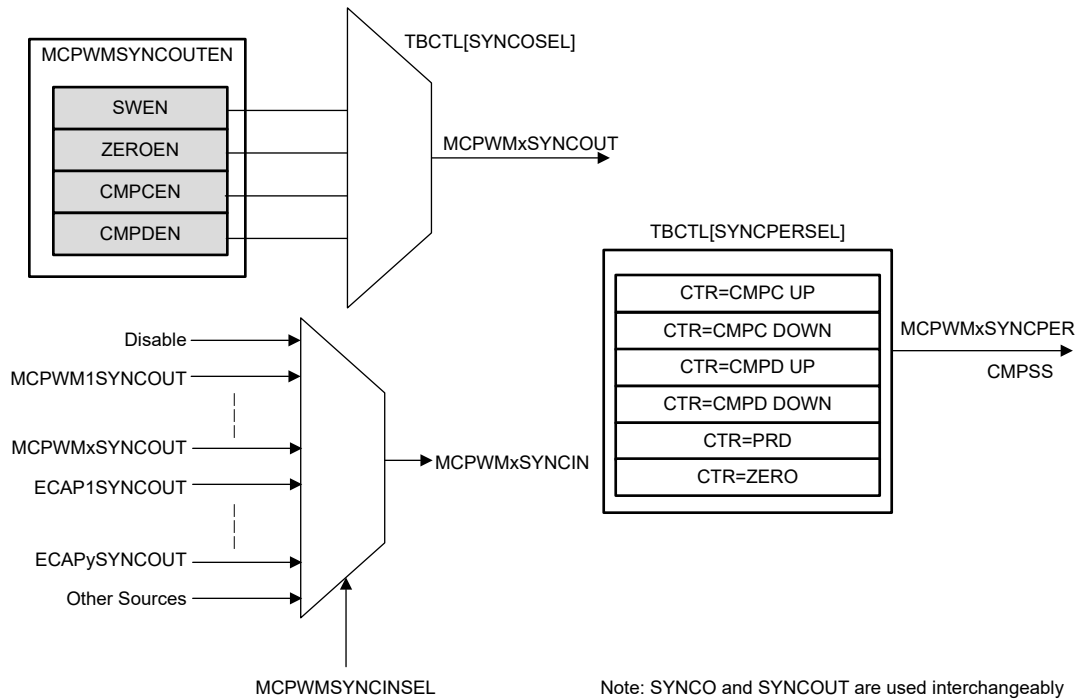 MCPWMSYNCOUTEN
SWEN
ZEROEN
CMPCEN
CMPDEN
TBCTL[SYNCOSEL]
MCPWMxSYNCOUT
TBCTL[SYNCPERSEL]
CTR=CMPC UP
CTR=CMPC DOWN
CTR=CMPD UP
CTR=CMPD DOWN
CTR=PRD
CTR=ZERO
MCPWMxSYNCPER
CMPSS
Disable
MCPWM1SYNCOUT
MCPWMxSYNCOUT
ECAP1SYNCOUT
ECAPySYNCOUT
Other Sources
MCPWMxSYNCIN
MCPWMSYNCINSEL
Note: SYNCO and SYNCOUT are used interchangeably